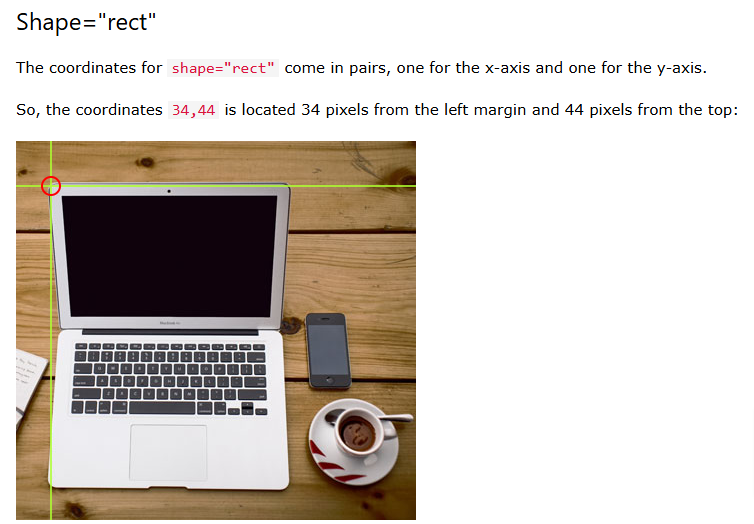 Shape="rect"
The coordinates for shape="rect" come in pairs, one for the x-axis and one for the y-axis.
So, the coordinates 34,44 is located 34 pixels from the left margin and 44 pixels from the top: